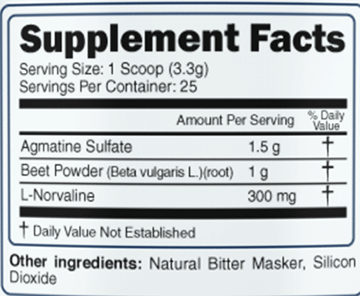 Supplement Facts
Serving Size: 1 Scoop (3.3g)
Servings Per Container: 25
Amount Per Serving % Daily Value
Agmatine Sulfate 1.5 g †
Beet Powder (Beta vulgaris L.)(root) 1 g †
L-Norvaline 300 mg †
† Daily Value Not Established
Other ingredients: Natural Bitter Masker, Silicon
Dioxide